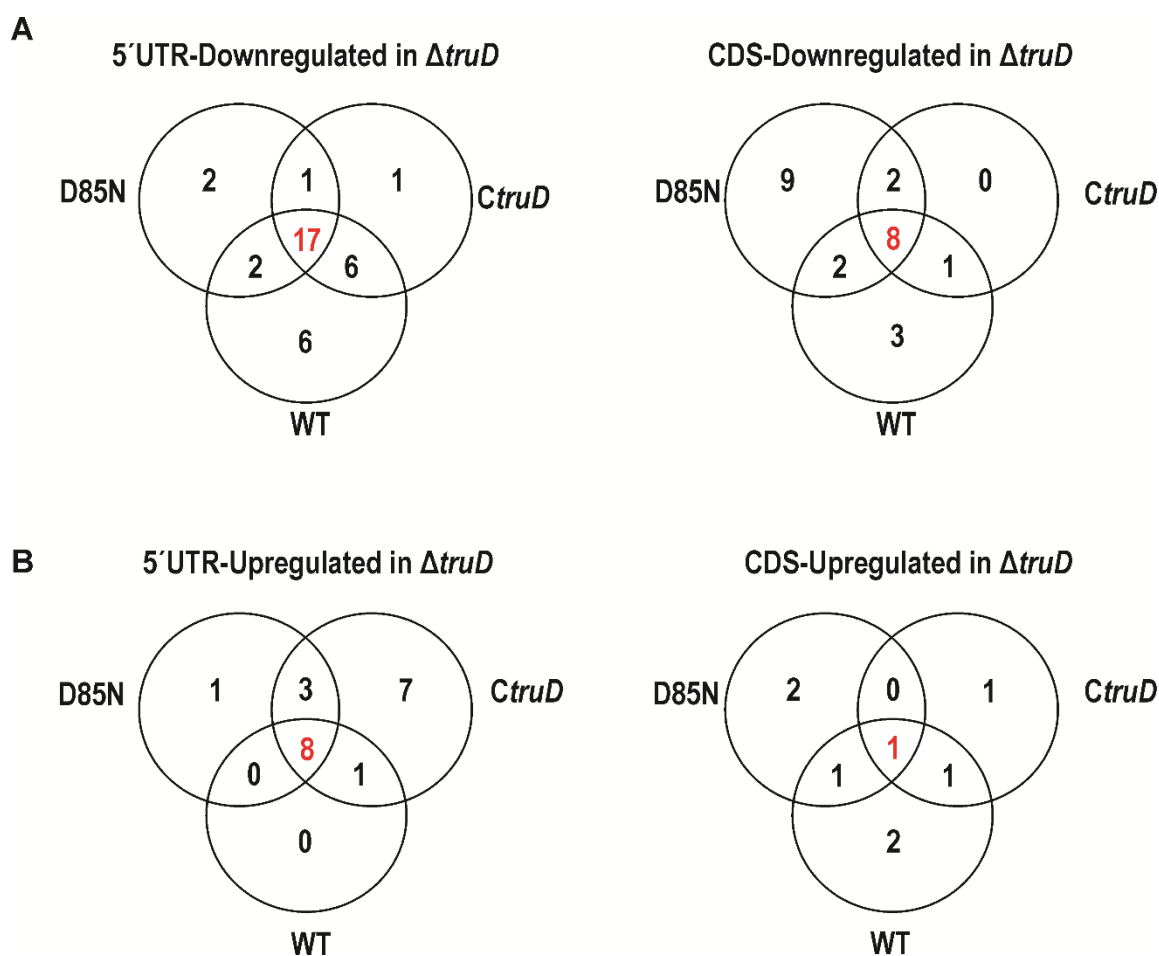 A
5´UTR-Downregulated in ΔtruD
CDS-Downregulated in ΔtruD
D85N
2
1
1
CtruD
17
2
6
6
WT
D85N
9
2
0
CtruD
8
2
1
3
WT
B
5´UTR-Upregulated in ΔtruD
CDS-Upregulated in ΔtruD
D85N
1
3
7
CtruD
8
0
1
0
WT
D85N
2
0
1
CtruD
1
1
1
2
WT